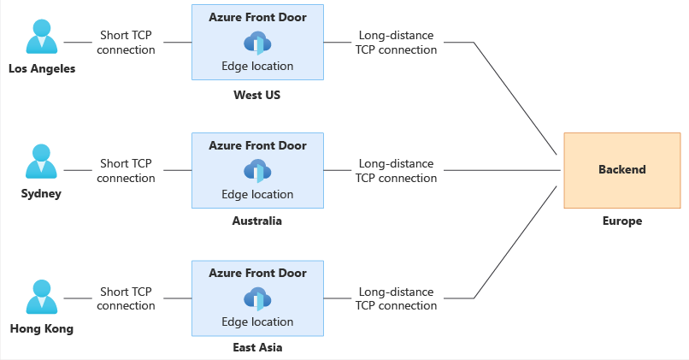 Azure Front Door
Short TCP
connection
Edge location
Long-distance
TCP connection
Los Angeles
West US
Azure Front Door
Short TCP
connection
Edge location
Long-distance
TCP connection
Backend
Sydney
Australia
Europe
Azure Front Door
Short TCP
connection
Edge location
Long-distance
TCP connection
Hong Kong
East Asia